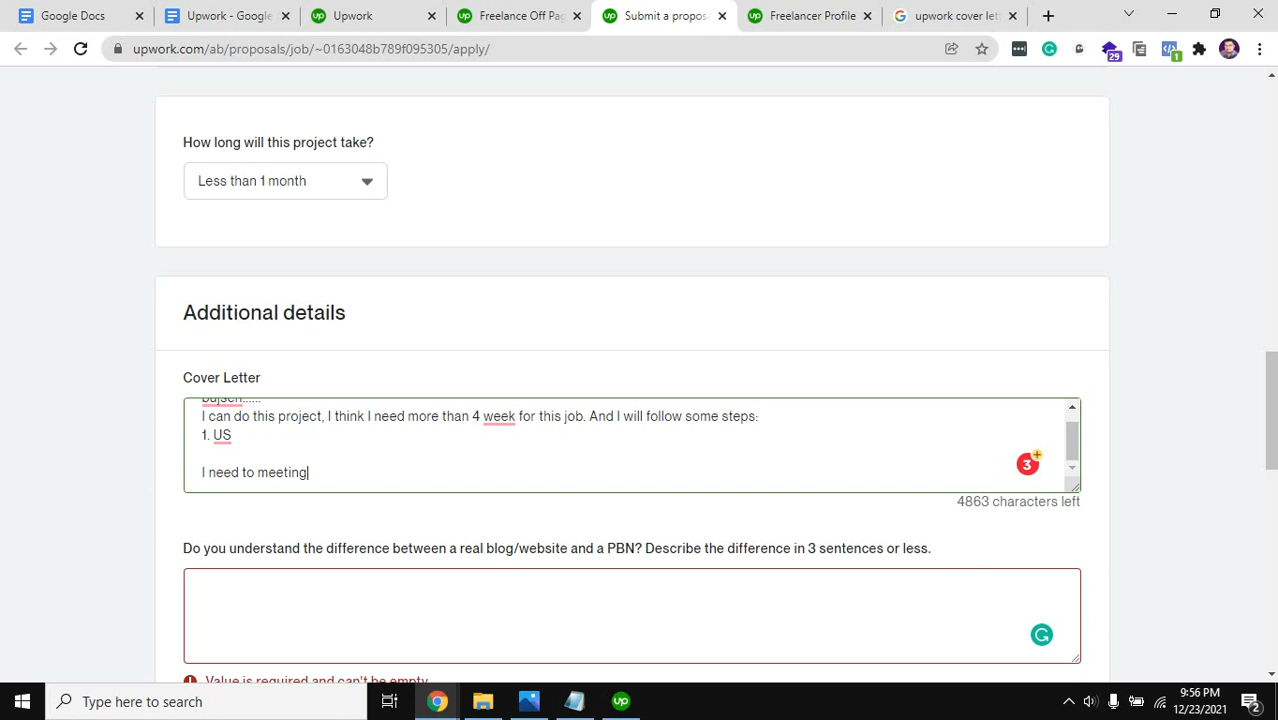 Google Docs
Upwork - Google
Upwork
Freelance Off Pag
Submit a propos
Freelancer Profile
upwork cover let
upwork.com/ab/proposals/job/~0163048b789f095305/apply/
29
1
How long will this project take?
Less than 1 month
Additional details
Cover Letter
I can do this project, I think I need more than 4 week for this job. And I will follow some steps:
1. US
I need to meeting
3
4863 characters left
Do you understand the difference between a real blog/website and a PBN? Describe the difference in 3 sentences or less.
Value is required and can't be empty
Type here to search
9:56 PM
12/23/2021
2